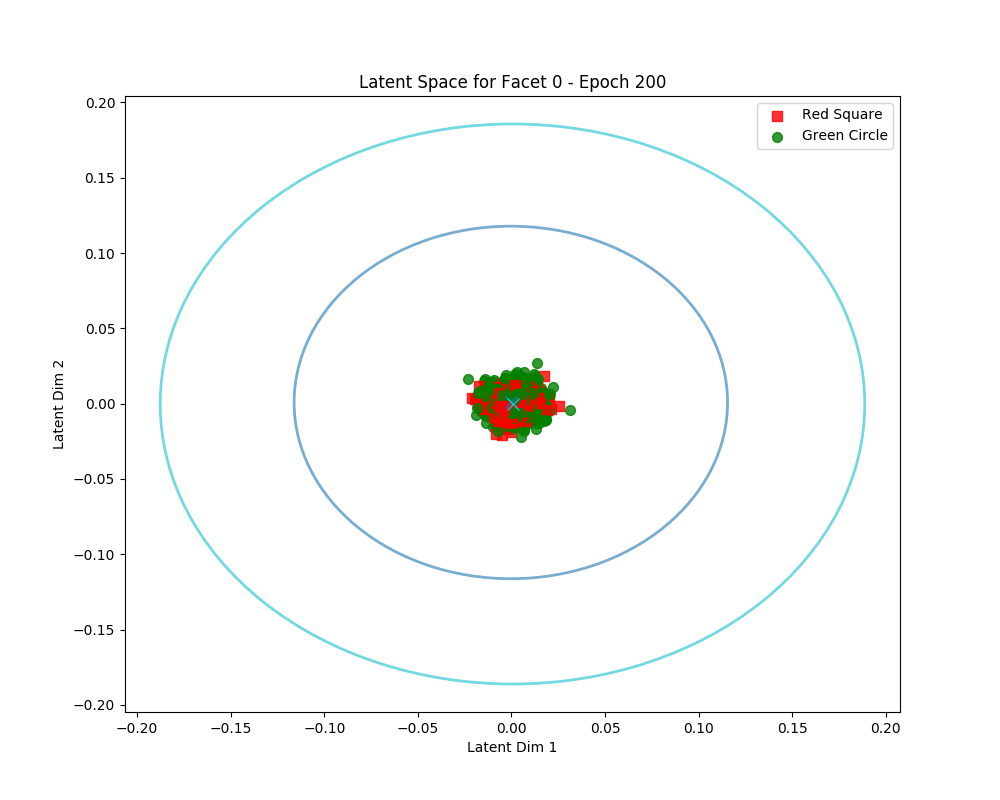 Latent Space for Facet 0 - Epoch 200
Red Square
Green Circle
0.20
0.15
0.10
0.05
0.00
−0.05
−0.10
−0.15
−0.20
Latent Dim 2
−0.20 −0.15 −0.10 −0.05 0.00 0.05 0.10 0.15 0.20
Latent Dim 1